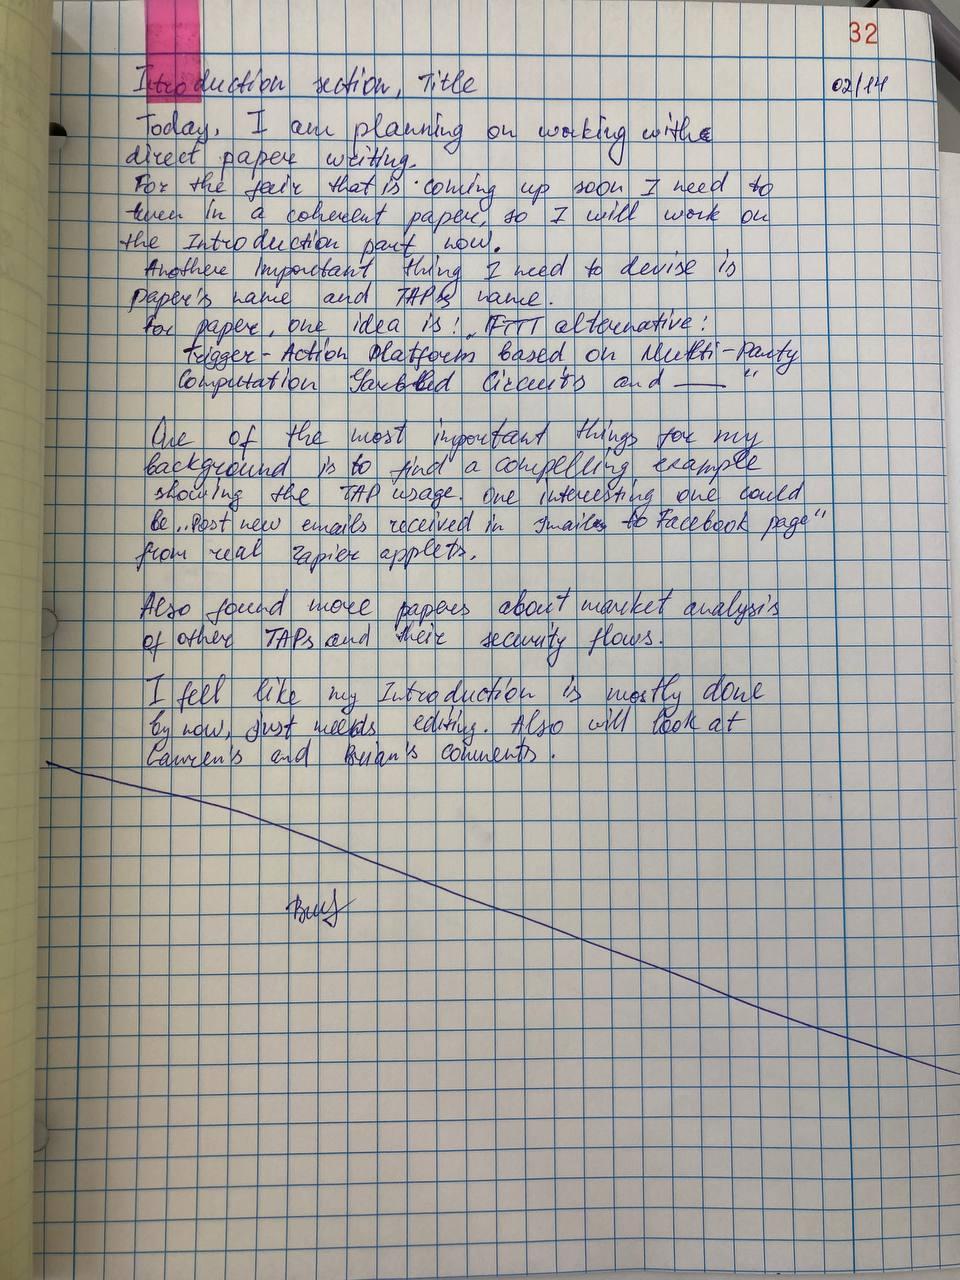 32
Introduction section, Title 02/14
Today, I am planning on working with
direct paper writing.
For the fair that is coming up soon I need to
turn in a coherent paper, so I will work on
the Introduction part now.
Another important thing I need to devise is
paper's name and TAP's name.
For paper, one idea is: „IFTTT alternative:
Trigger-Action Platform based on Multi-Party
Computation Garbled Circuits and — "
One of the most important things for my
background is to find a compelling example
showing the TAP usage. One interesting one could
be „Post new emails received in gmail to Facebook page"
from real Zapier applets.
Also found more papers about market analysis
of other TAPs and their security flows.
I feel like my Introduction is mostly done
by now, just needs editing. Also will look at
Lauren's and Brian's comments.